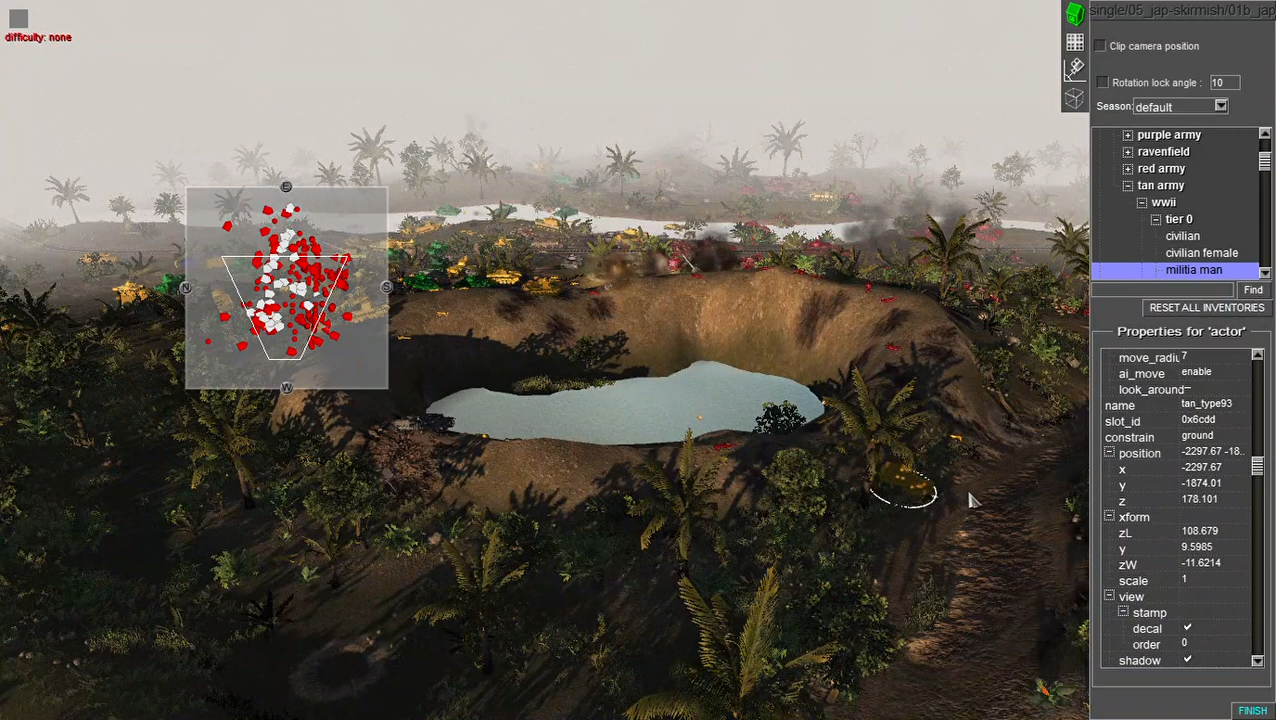 single/05_jap-skirmish/01b_jap
difficulty: none
Clip camera position
Rotation lock angle : 10
Season: default
purple army
ravenfield
red army
tan army
wwii
tier 0
civilian
civilian female
militia man
Find
RESET ALL INVENTORIES
Properties for 'actor'
move_radiu 7
ai_move enable
look_around
name tan_type93
slot_id 0x6cdd
constrain ground
position -2297.67 -18..
x -2297.67
y -1874.01
z 178.101
xform
zL 108.679
y 9.5985
zW -11.6214
scale 1
view
stamp
decal
order 0
shadow
FINISH
E
N
S
W